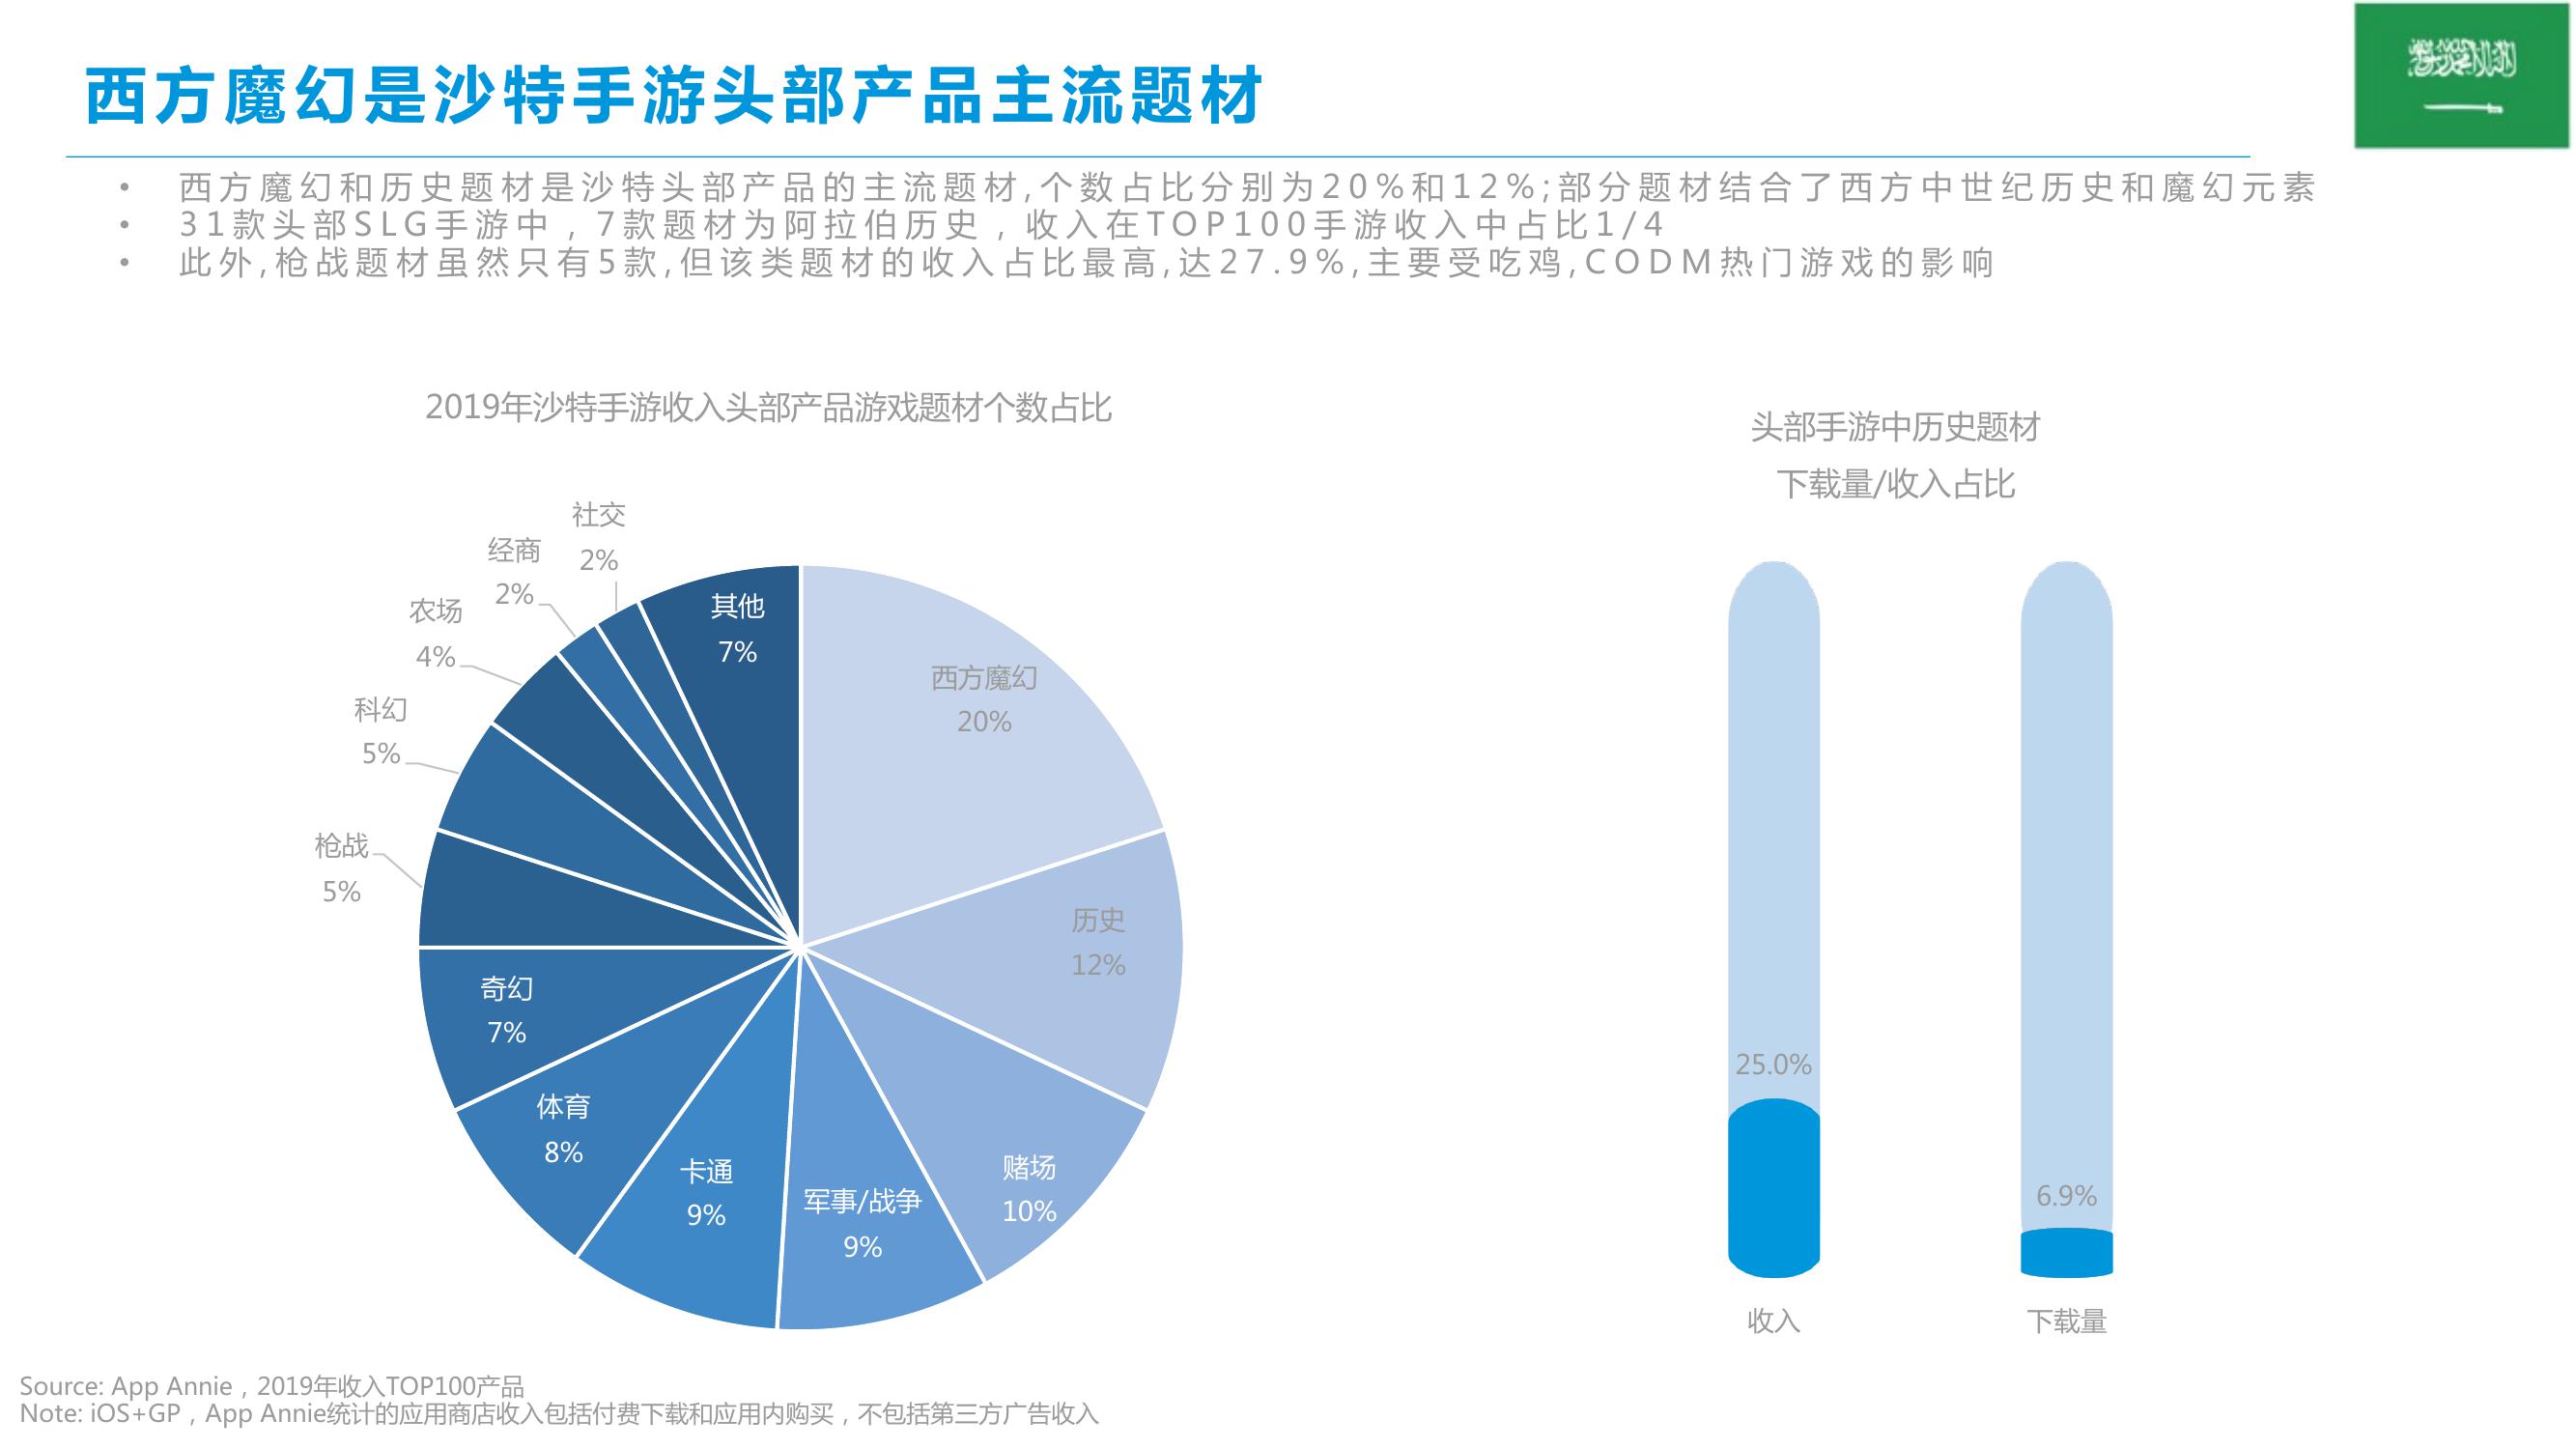 西方魔幻是沙特手游头部产品主流题材
• 西方魔幻和历史题材是沙特头部产品的主流题材,个数占比分别为20%和12%;部分题材结合了西方中世纪历史和魔幻元素
• 31款头部SLG手游中，7款题材为阿拉伯历史，收入在TOP100手游收入中占比1/4
• 此外,枪战题材虽然只有5款,但该类题材的收入占比最高,达27.9%,主要受吃鸡,CODM热门游戏的影响
2019年沙特手游收入头部产品游戏题材个数占比
西方魔幻
20%
历史
12%
赌场
10%
军事/战争
9%
卡通
9%
体育
8%
奇幻
7%
枪战
5%
科幻
5%
农场
4%
经商
2%
社交
2%
其他
7%
头部手游中历史题材
下载量/收入占比
25.0%
6.9%
收入
下载量
Source: App Annie，2019年收入TOP100产品
Note: iOS+GP，App Annie统计的应用商店收入包括付费下载和应用内购买，不包括第三方广告收入